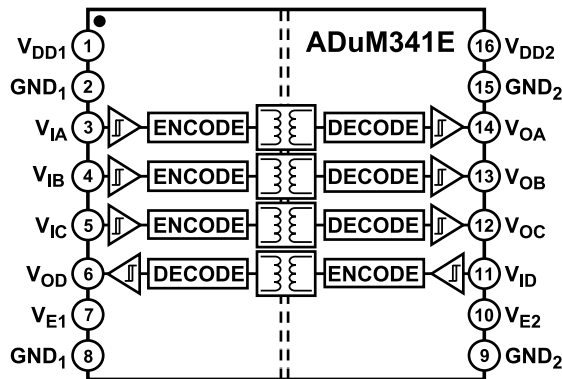 ADuM341E
VDD1 1 16 VDD2
GND1 2 15 GND2
VIA 3 ENCODE DECODE 14 VOA
VIB 4 ENCODE DECODE 13 VOB
VIC 5 ENCODE DECODE 12 VOC
VOD 6 DECODE ENCODE 11 VID
VE1 7 10 VE2
GND1 8 9 GND2